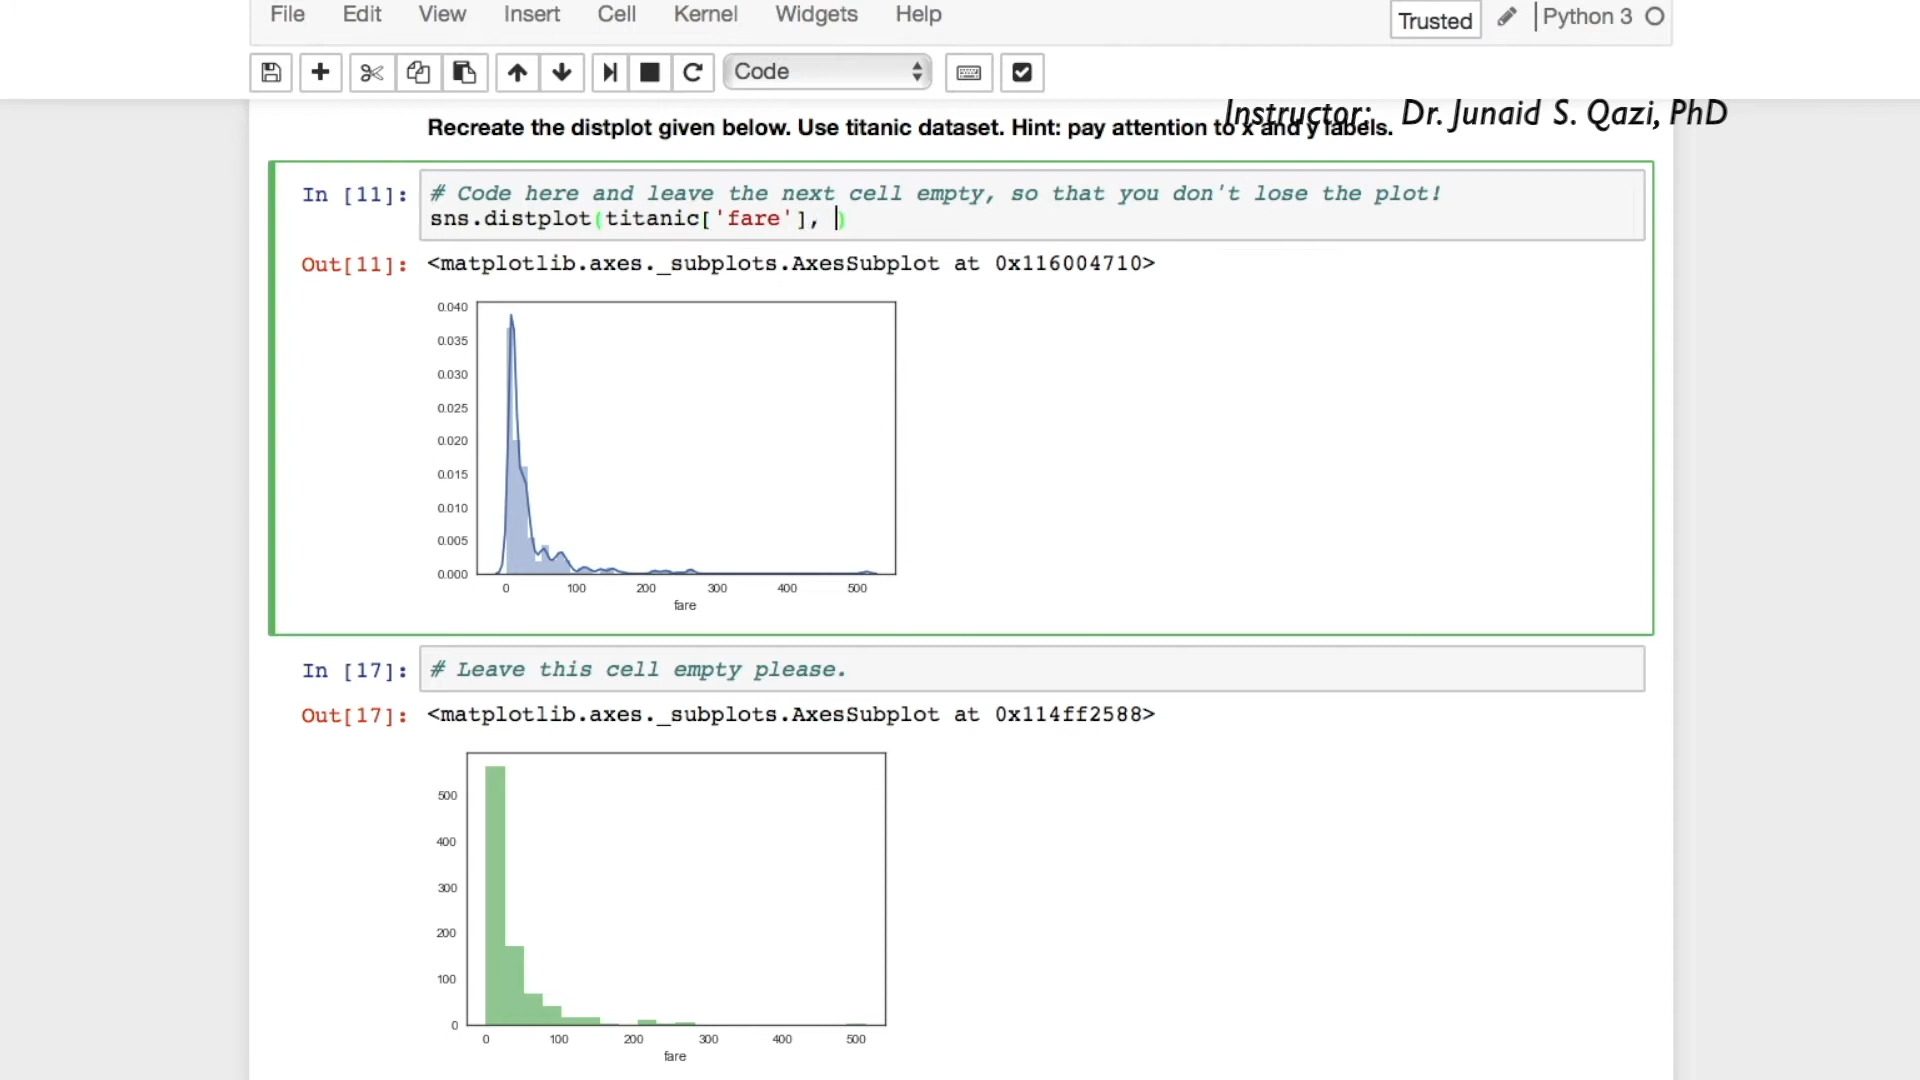 File Edit View Insert Cell Kernel Widgets Help Trusted Python 3
Code
Instructor: Dr. Junaid S. Qazi, PhD
Recreate the distplot given below. Use titanic dataset. Hint: pay attention to x and y labels.
In [11]: # Code here and leave the next cell empty, so that you don't lose the plot!
sns.distplot(titanic['fare'], )
Out[11]: <matplotlib.axes._subplots.AxesSubplot at 0x116004710>
0.040
0.035
0.030
0.025
0.020
0.015
0.010
0.005
0.000
0 100 200 300 400 500
fare
In [17]: # Leave this cell empty please.
Out[17]: <matplotlib.axes._subplots.AxesSubplot at 0x114ff2588>
500
400
300
200
100
0
0 100 200 300 400 500
fare